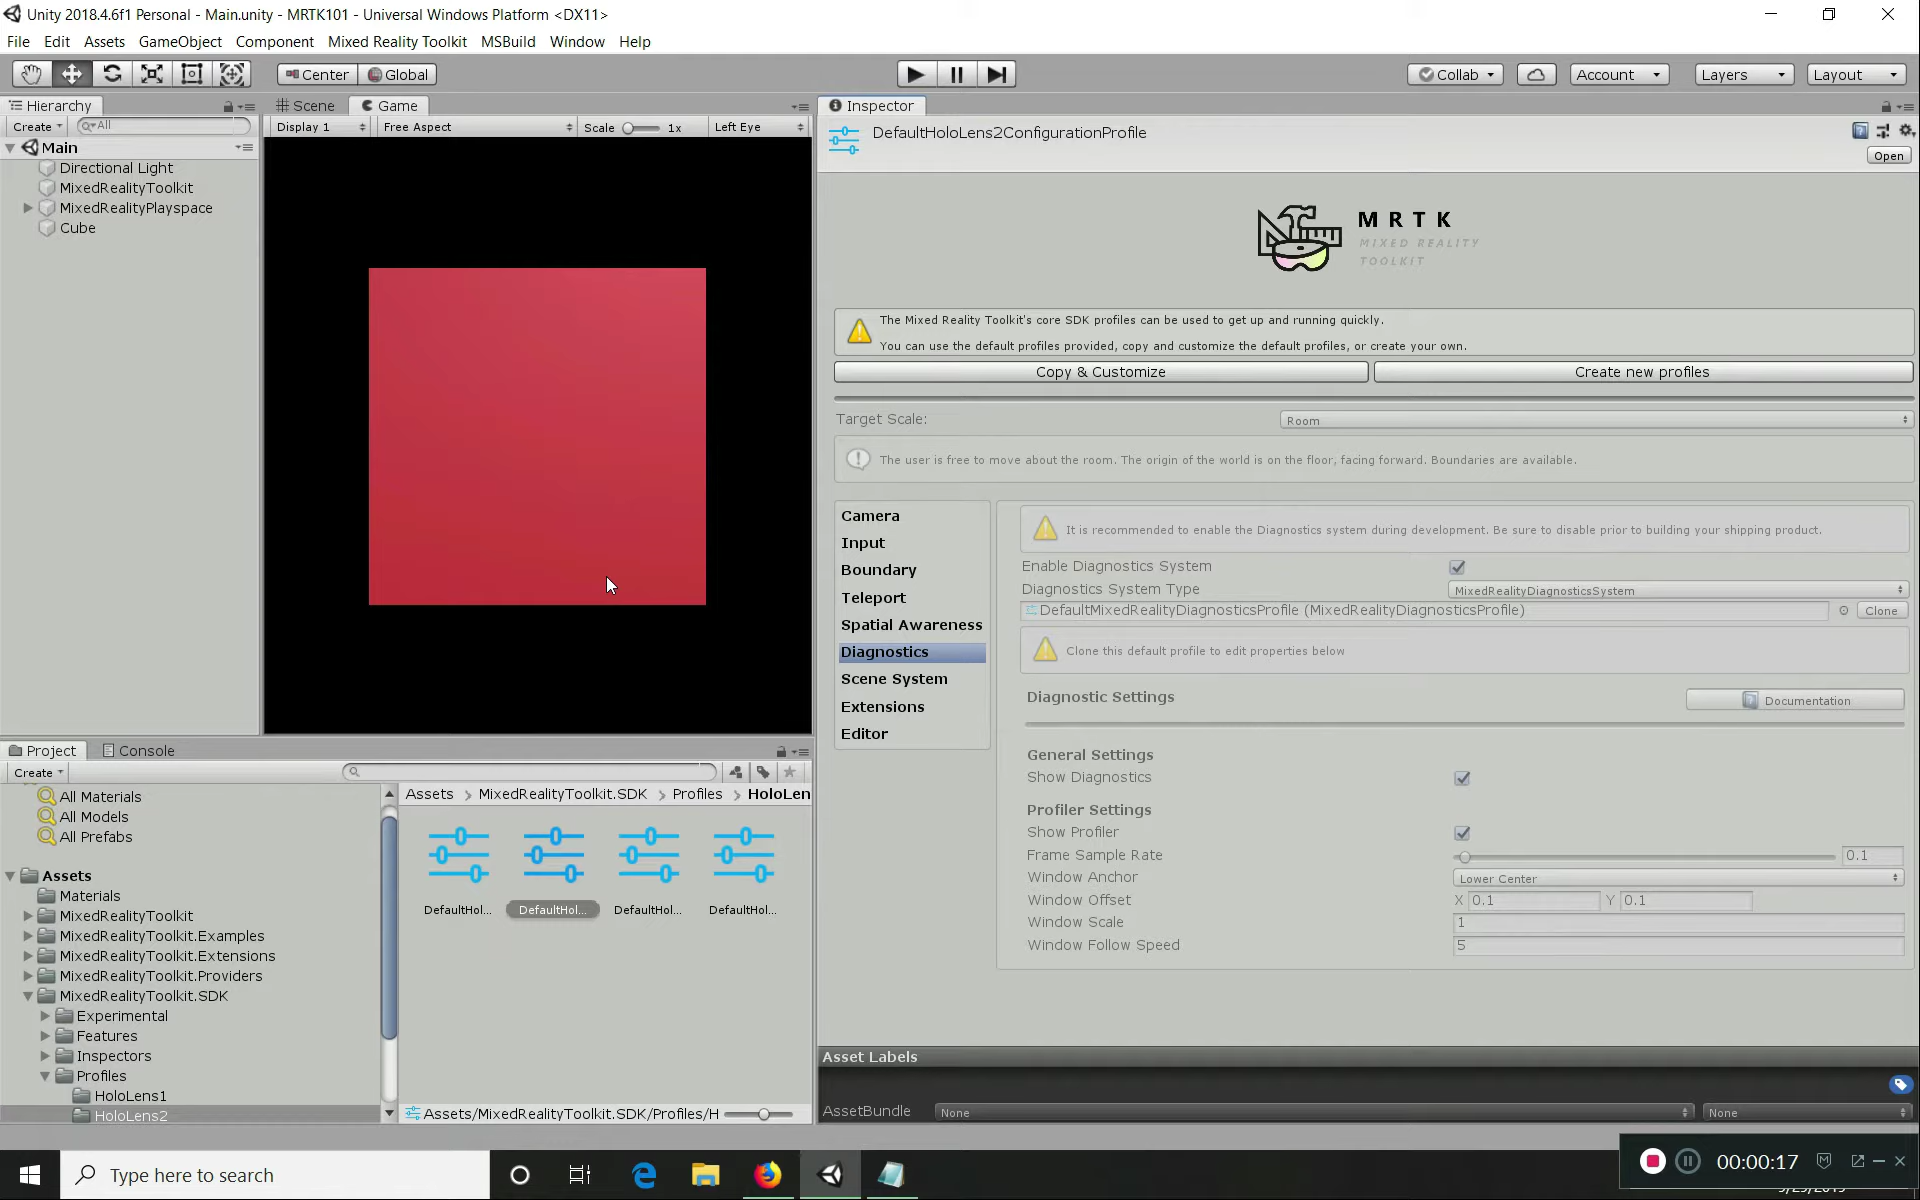 Unity 2018.4.6f1 Personal - Main.unity - MRTK101 - Universal Windows Platform <DX11>
File Edit Assets GameObject Component Mixed Reality Toolkit MSBuild Window Help
Center Global Collab Account Layers Layout
Hierarchy Scene Game Inspector
Create All Display 1 Free Aspect Scale 1x Left Eye
DefaultHoloLens2ConfigurationProfile
Open
Main
Directional Light
MixedRealityToolkit
MixedRealityPlayspace
Cube
MRTK
MIXED REALITY
TOOLKIT
The Mixed Reality Toolkit's core SDK profiles can be used to get up and running quickly.
You can use the default profiles provided, copy and customize the default profiles, or create your own.
Copy & Customize Create new profiles
Target Scale: Room
The user is free to move about the room. The origin of the world is on the floor, facing forward. Boundaries are available.
Camera
Input
Boundary
Teleport
Spatial Awareness
Diagnostics
Scene System
Extensions
Editor
It is recommended to enable the Diagnostics system during development. Be sure to disable prior to building your shipping product.
Enable Diagnostics System
Diagnostics System Type MixedRealityDiagnosticsSystem
DefaultMixedRealityDiagnosticsProfile (MixedRealityDiagnosticsProfile) Clone
Clone this default profile to edit properties below
Diagnostic Settings Documentation
General Settings
Show Diagnostics
Profiler Settings
Show Profiler
Frame Sample Rate 0.1
Window Anchor Lower Center
Window Offset X 0.1 Y 0.1
Window Scale 1
Window Follow Speed 5
Project Console
Create
All Materials
All Models
All Prefabs
Assets
Materials
MixedRealityToolkit
MixedRealityToolkit.Examples
MixedRealityToolkit.Extensions
MixedRealityToolkit.Providers
MixedRealityToolkit.SDK
Experimental
Features
Inspectors
Profiles
HoloLens1
HoloLens2
Assets > MixedRealityToolkit.SDK > Profiles > HoloLen
DefaultHol... DefaultHol... DefaultHol... DefaultHol...
Assets/MixedRealityToolkit.SDK/Profiles/H
Asset Labels
AssetBundle None None
Type here to search
00:00:17